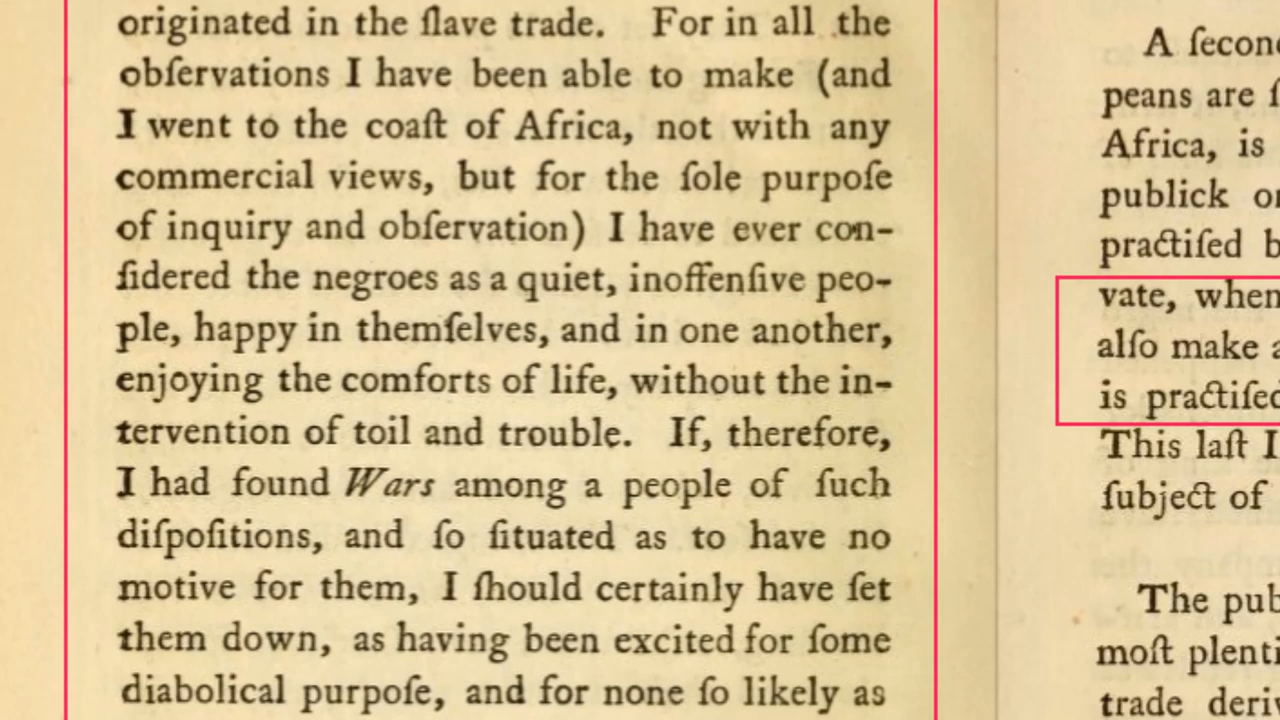 originated in the ſlave trade. For in all the
obſervations I have been able to make (and
I went to the coaſt of Africa, not with any
commercial views, but for the ſole purpoſe
of inquiry and obſervation) I have ever con-
ſidered the negroes as a quiet, inoffenſive peo-
ple, happy in themſelves, and in one another,
enjoying the comforts of life, without the in-
tervention of toil and trouble. If, therefore,
I had found Wars among a people of ſuch
diſpoſitions, and ſo ſituated as to have no
motive for them, I ſhould certainly have ſet
them down, as having been excited for ſome
diabolical purpoſe, and for none ſo likely as
A ſecon
peans are ſ
Africa, is
publick o
practiſed b
vate, when
alſo make a
is practiſed
This laſt I
ſubject of
The pub
moſt plenti
trade deri